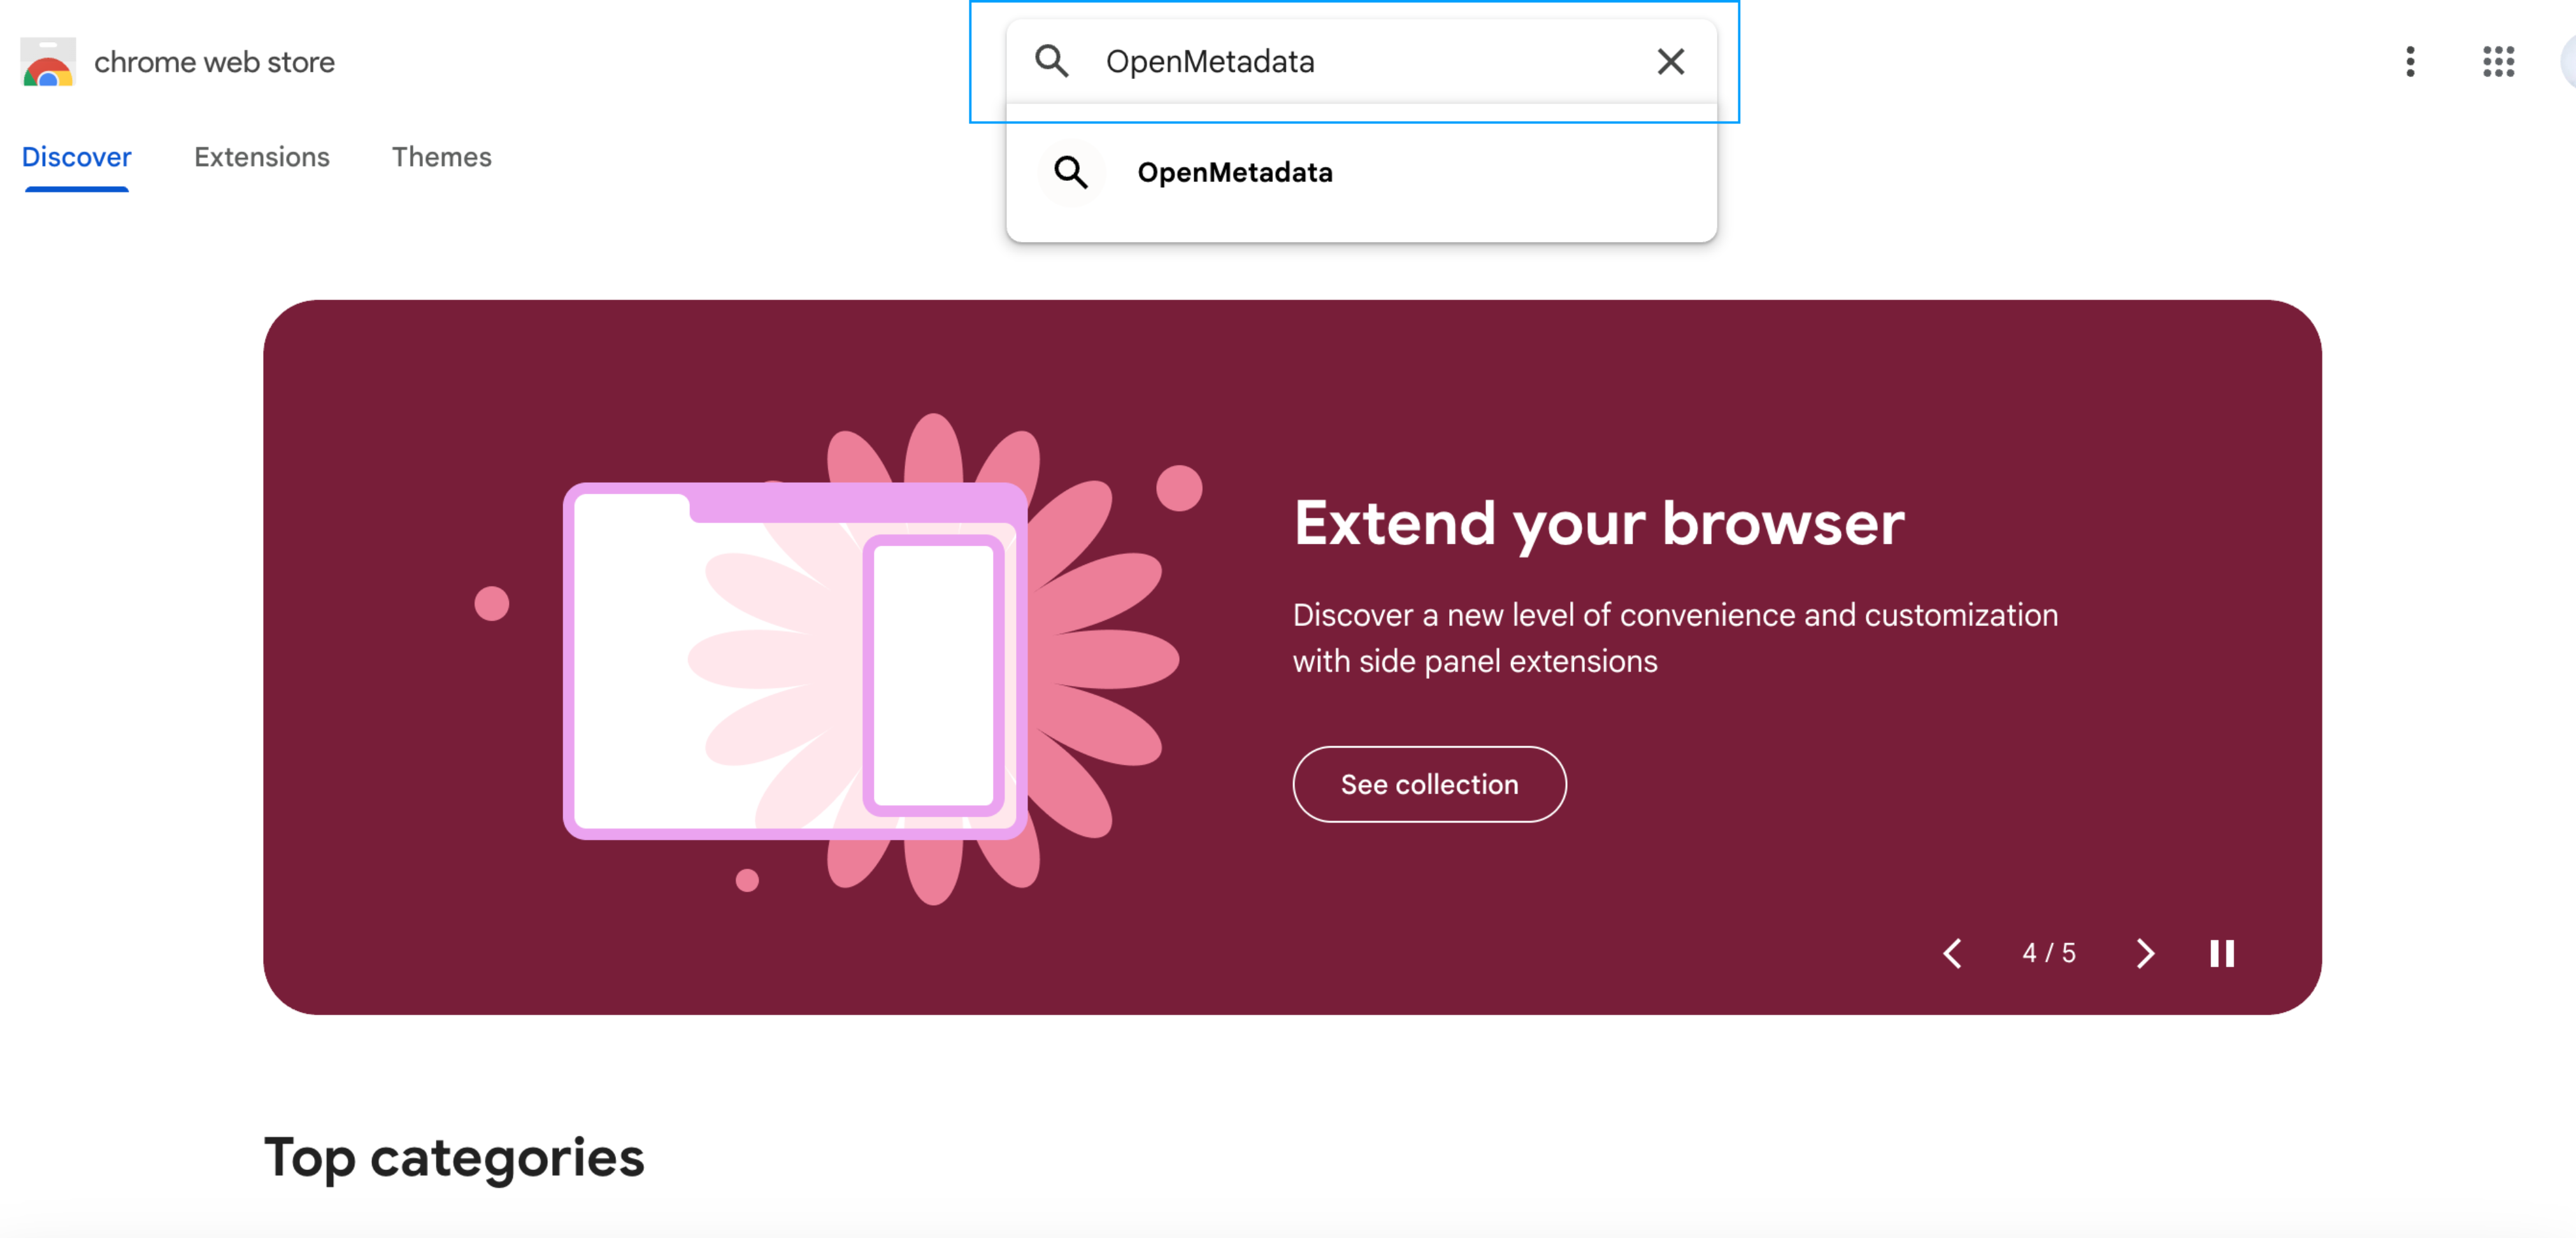 chrome web store
OpenMetadata
Discover
Extensions
Themes
OpenMetadata
Extend your browser
Discover a new level of convenience and customization
with side panel extensions
See collection
4 / 5
Top categories